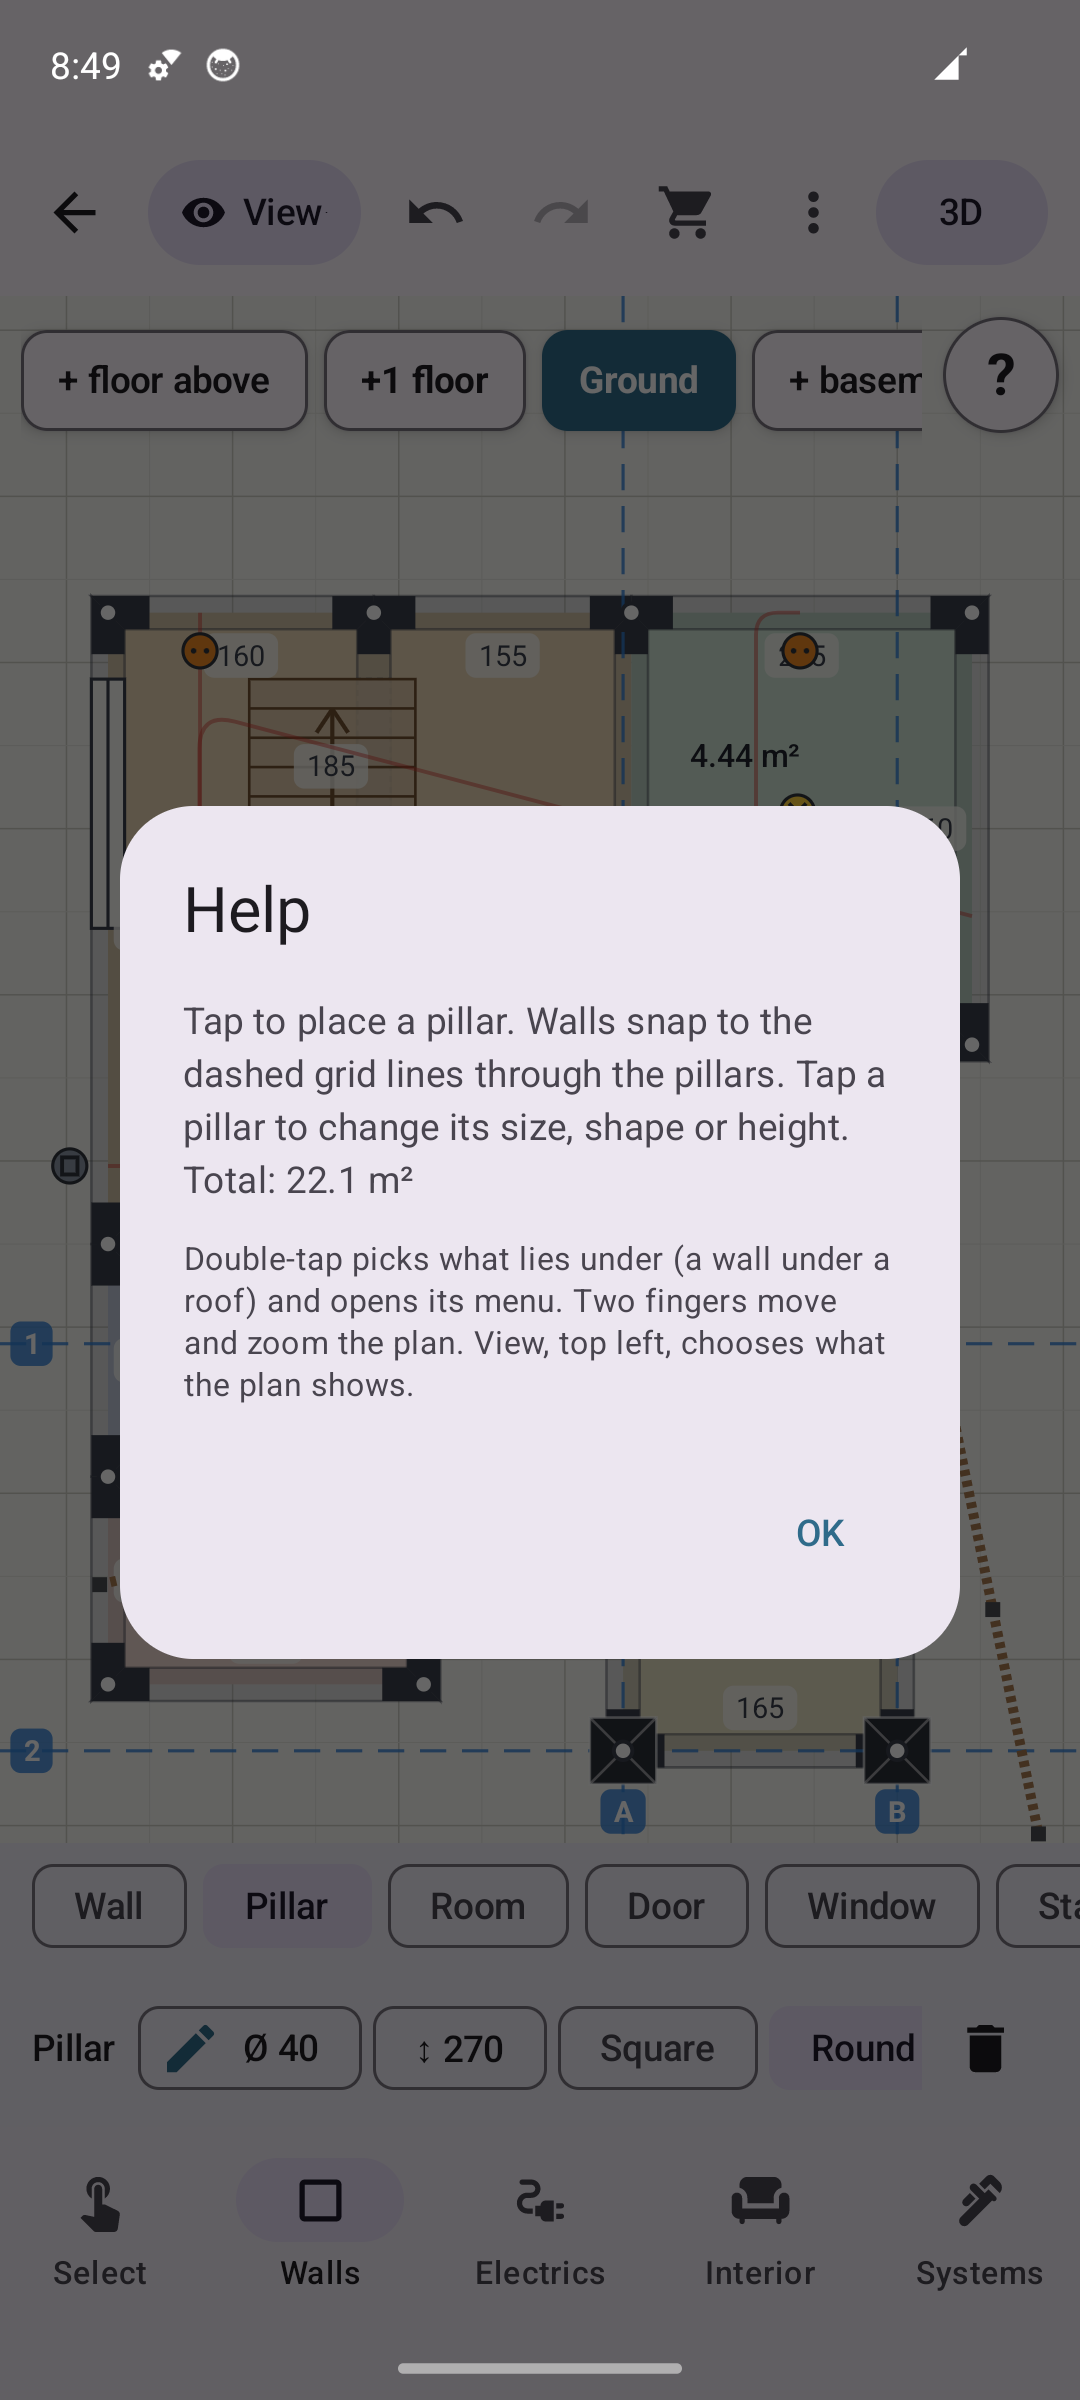 8:49
View
3D
+ floor above
+1 floor
Ground
+ basem
?
160
155
185
4.44 m²
Help
Tap to place a pillar. Walls snap to the
dashed grid lines through the pillars. Tap a
pillar to change its size, shape or height.
Total: 22.1 m²
Double-tap picks what lies under (a wall under a
roof) and opens its menu. Two fingers move
and zoom the plan. View, top left, chooses what
the plan shows.
OK
1
165
2
A
B
Wall
Pillar
Room
Door
Window
Sta
Pillar
Ø 40
↕ 270
Square
Round
Select
Walls
Electrics
Interior
Systems